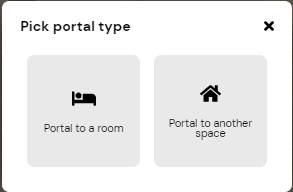 Pick portal type
Portal to a room
Portal to another
space